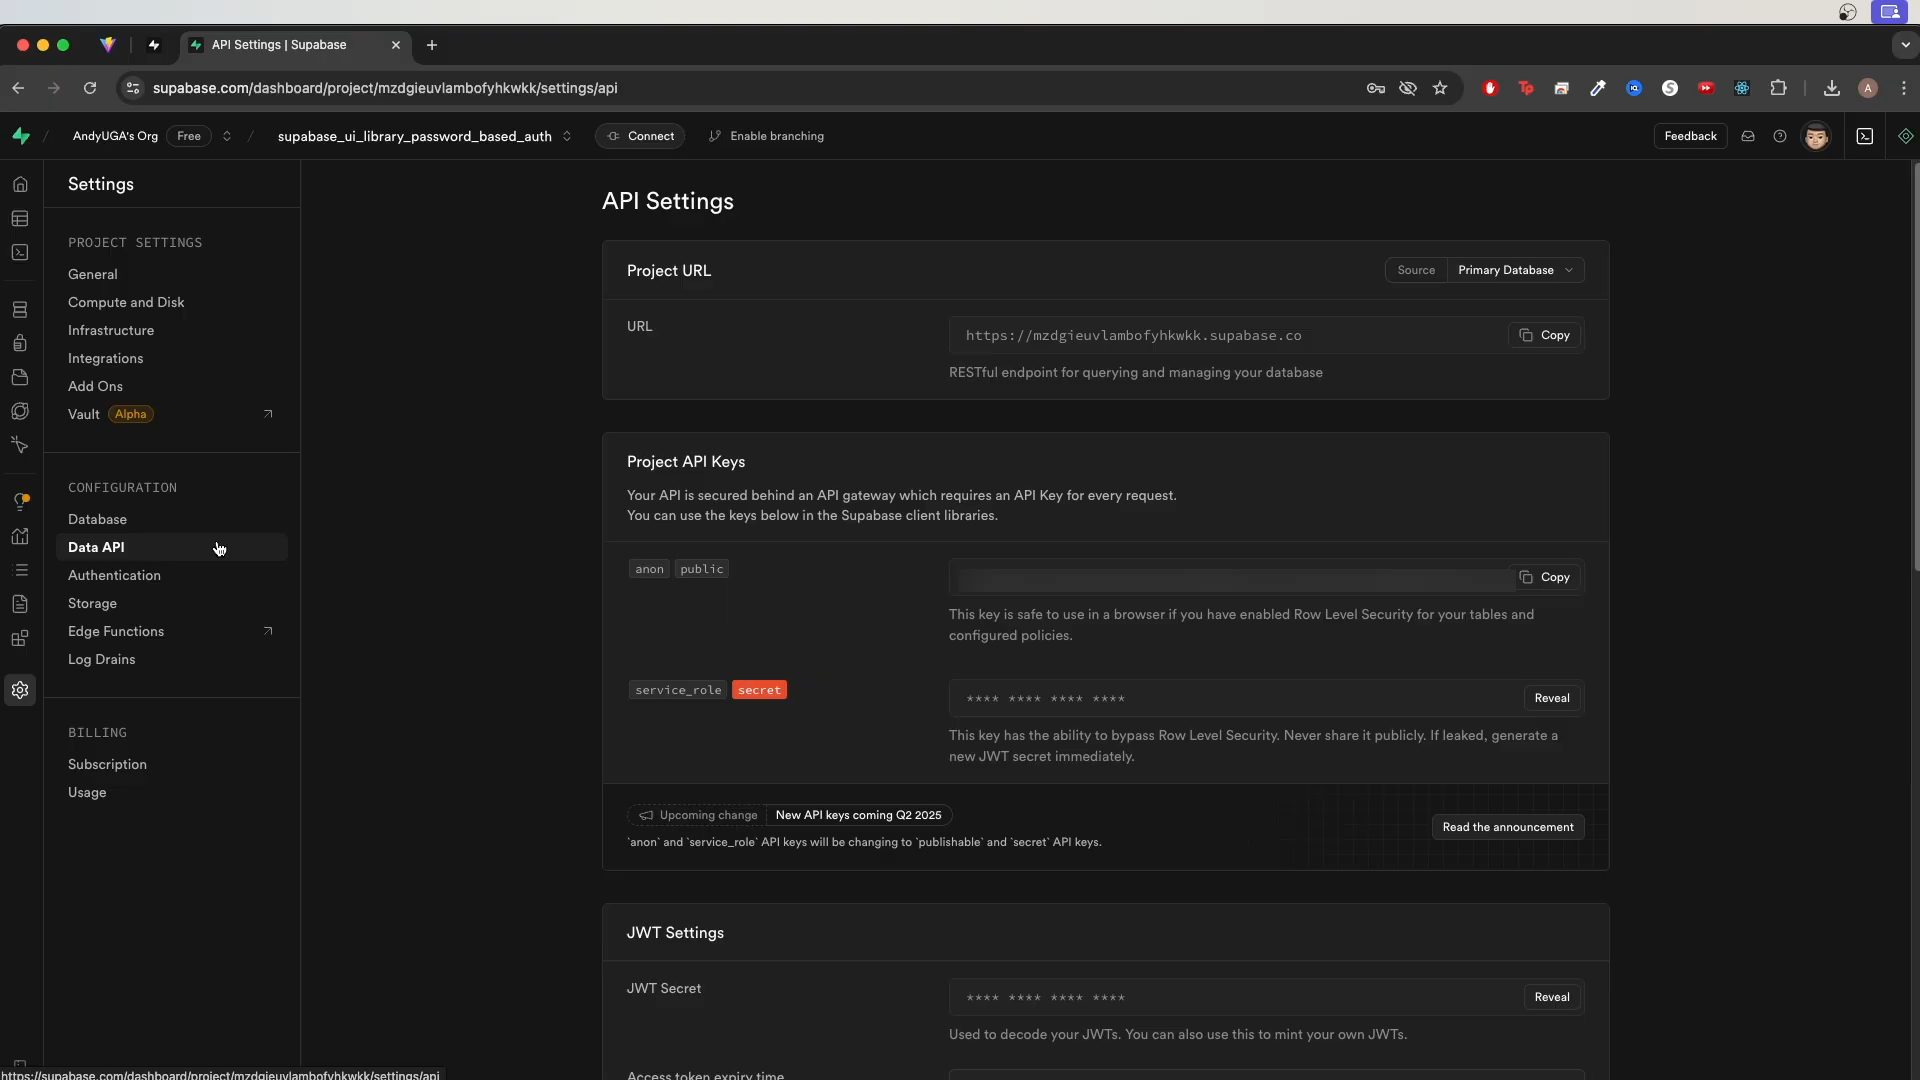 API Settings | Supabase
supabase.com/dashboard/project/mzdgieuvlambofyhkwkk/settings/api
A
AndyUGA's Org Free / supabase_ui_library_password_based_auth Connect Enable branching Feedback
Settings
PROJECT SETTINGS
General
Compute and Disk
Infrastructure
Integrations
Add Ons
Vault Alpha
CONFIGURATION
Database
Data API
Authentication
Storage
Edge Functions
Log Drains
BILLING
Subscription
Usage
API Settings
Project URL
Source Primary Database
URL
https://mzdgieuvlambofyhkwkk.supabase.co
Copy
RESTful endpoint for querying and managing your database
Project API Keys
Your API is secured behind an API gateway which requires an API Key for every request.
You can use the keys below in the Supabase client libraries.
anon public
Copy
This key is safe to use in a browser if you have enabled Row Level Security for your tables and
configured policies.
service_role secret
**** **** **** ****
Reveal
This key has the ability to bypass Row Level Security. Never share it publicly. If leaked, generate a
new JWT secret immediately.
Upcoming change New API keys coming Q2 2025
`anon` and `service_role` API keys will be changing to `publishable` and `secret` API keys.
Read the announcement
JWT Settings
JWT Secret
**** **** **** ****
Reveal
Used to decode your JWTs. You can also use this to mint your own JWTs.
Access token expiry time
https://supabase.com/dashboard/project/mzdgieuvlambofyhkwkk/settings/api